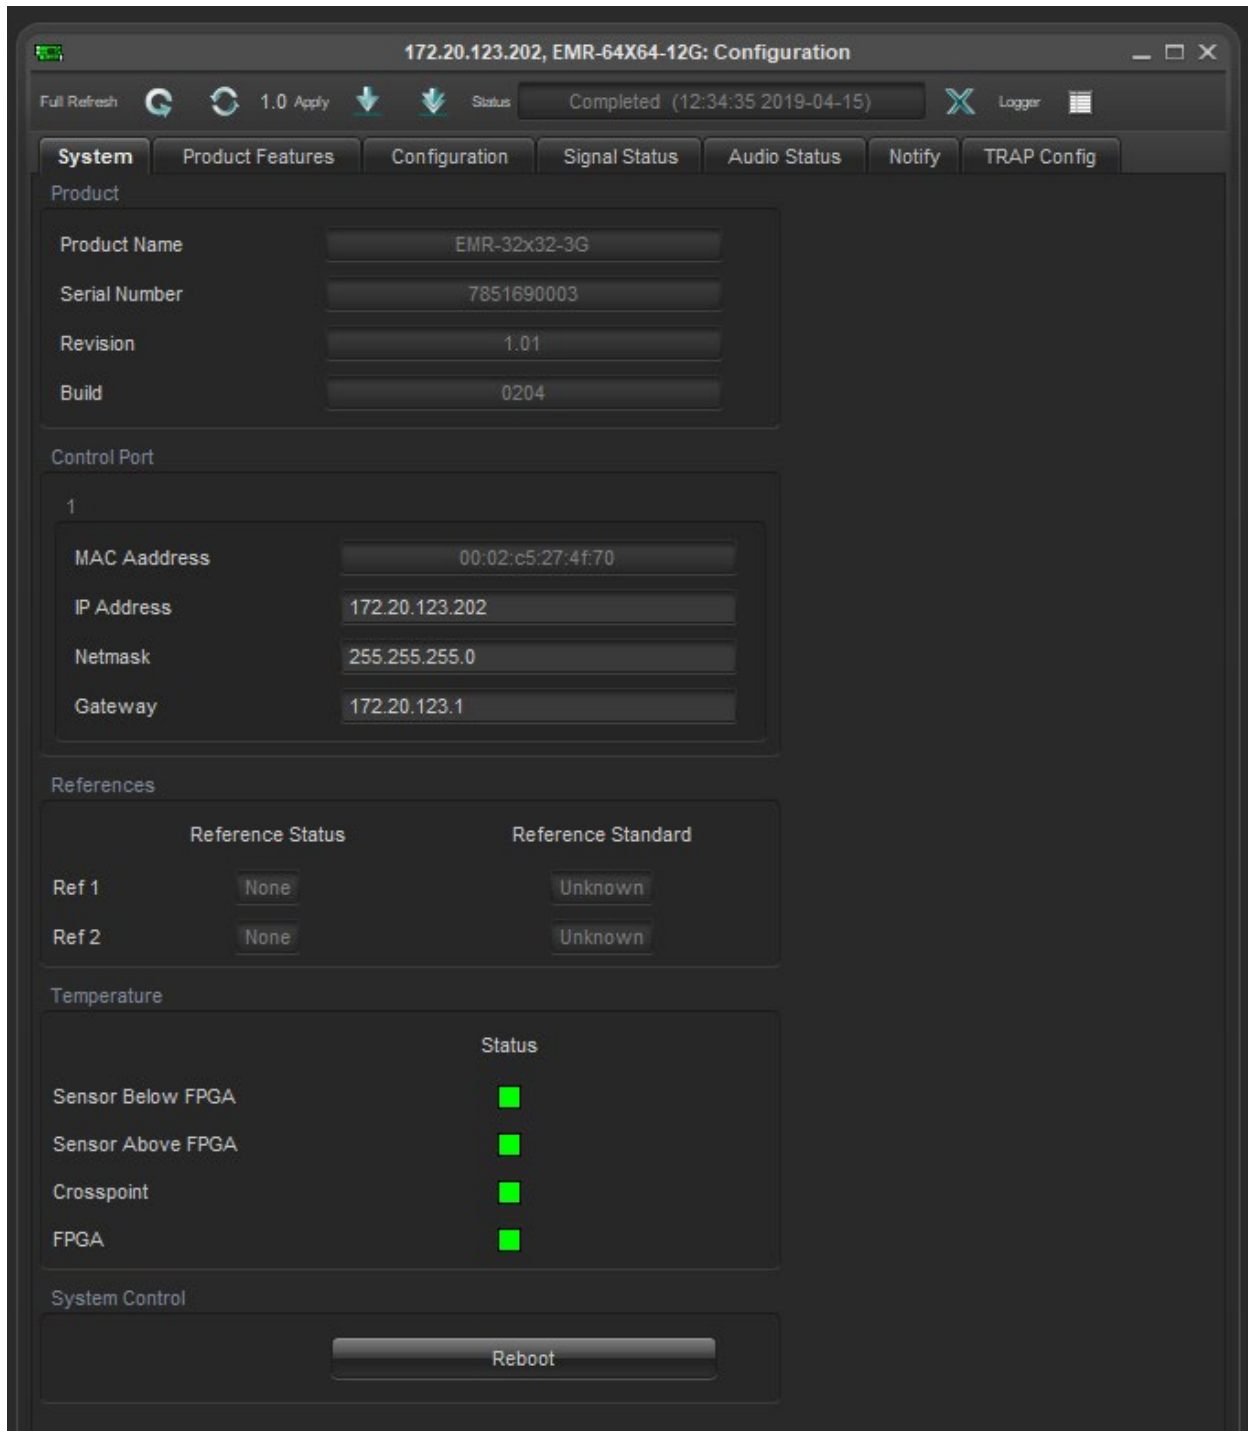 172.20.123.202, EMR-64X64-12G: Configuration
Full Refresh 1.0 Apply Status Completed (12:34:35 2019-04-15) Logger
System Product Features Configuration Signal Status Audio Status Notify TRAP Config
Product
Product Name EMR-32x32-3G
Serial Number 7851690003
Revision 1.01
Build 0204
Control Port
1
MAC Aaddress 00:02:c5:27:4f:70
IP Address 172.20.123.202
Netmask 255.255.255.0
Gateway 172.20.123.1
References
Reference Status Reference Standard
Ref 1 None Unknown
Ref 2 None Unknown
Temperature
Status
Sensor Below FPGA
Sensor Above FPGA
Crosspoint
FPGA
System Control
Reboot